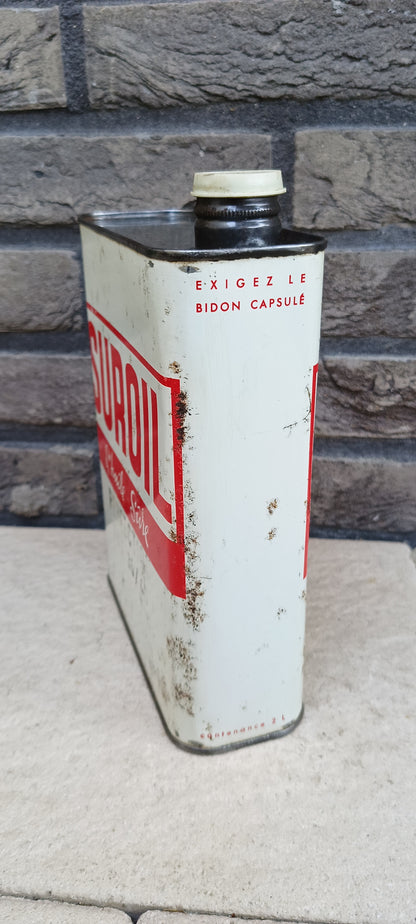 EXIGEZ LE
BIDON CAPSULÉ
SUROIL
contenance 2 L